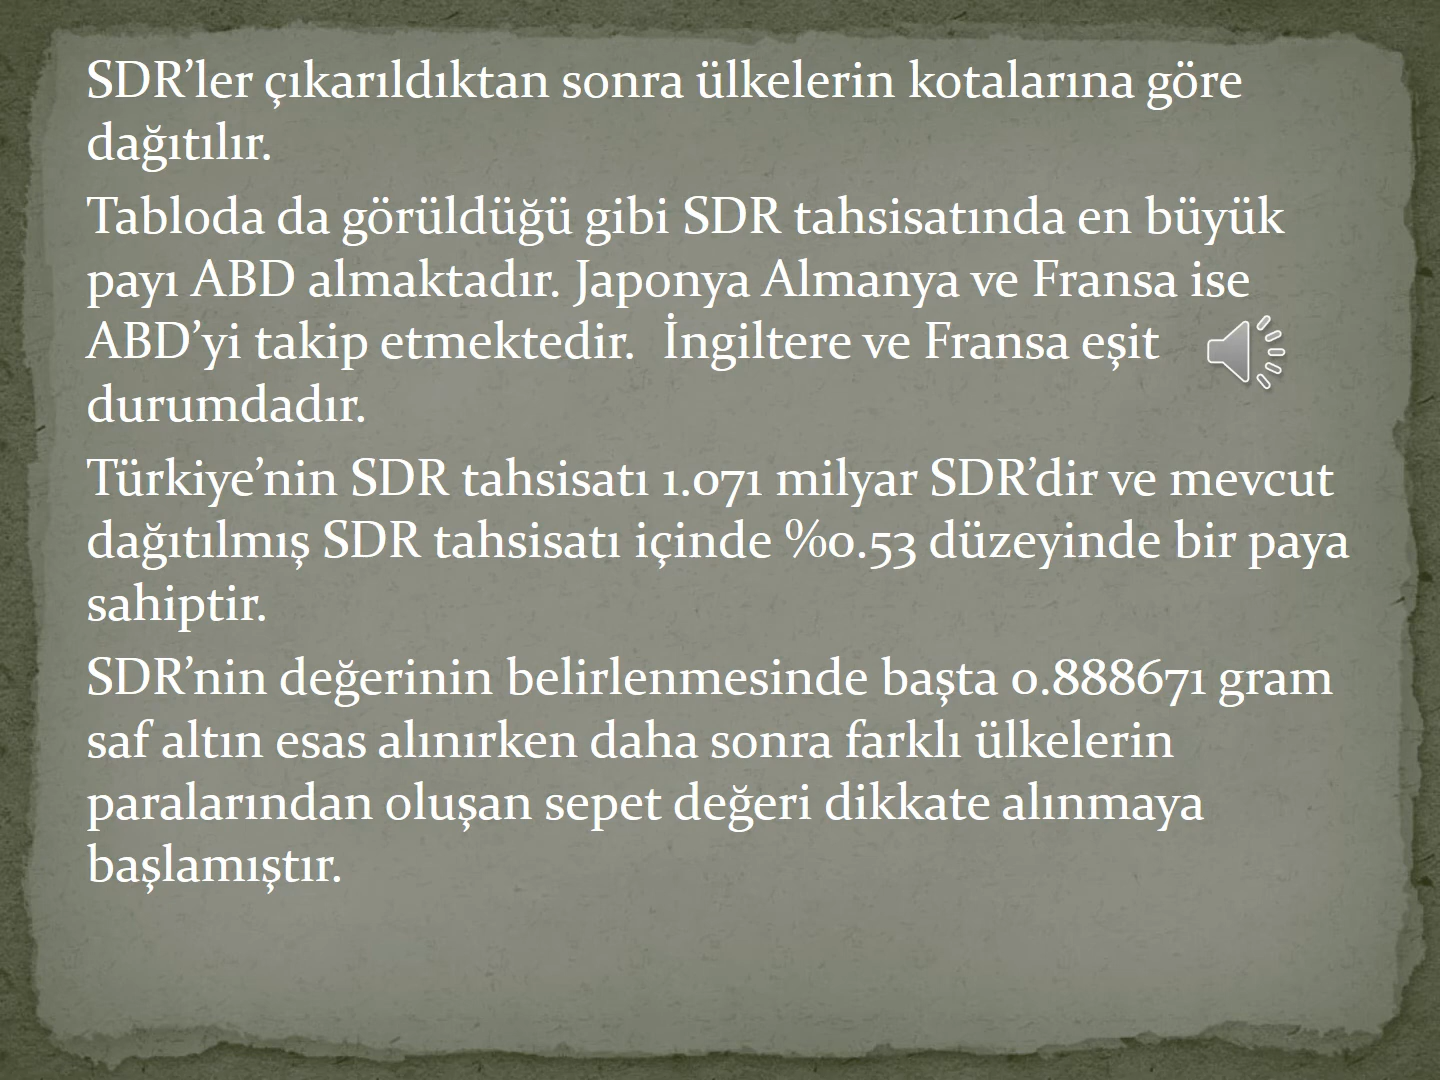 SDR’ler çıkarıldıktan sonra ülkelerin kotalarına göre
dağıtılır.
Tabloda da görüldüğü gibi SDR tahsisatında en büyük
payı ABD almaktadır. Japonya Almanya ve Fransa ise
ABD’yi takip etmektedir.  İngiltere ve Fransa eşit
durumdadır.
Türkiye’nin SDR tahsisatı 1.071 milyar SDR’dir ve mevcut
dağıtılmış SDR tahsisatı içinde %0.53 düzeyinde bir paya
sahiptir.
SDR’nin değerinin belirlenmesinde başta 0.888671 gram
saf altın esas alınırken daha sonra farklı ülkelerin
paralarından oluşan sepet değeri dikkate alınmaya
başlamıştır.